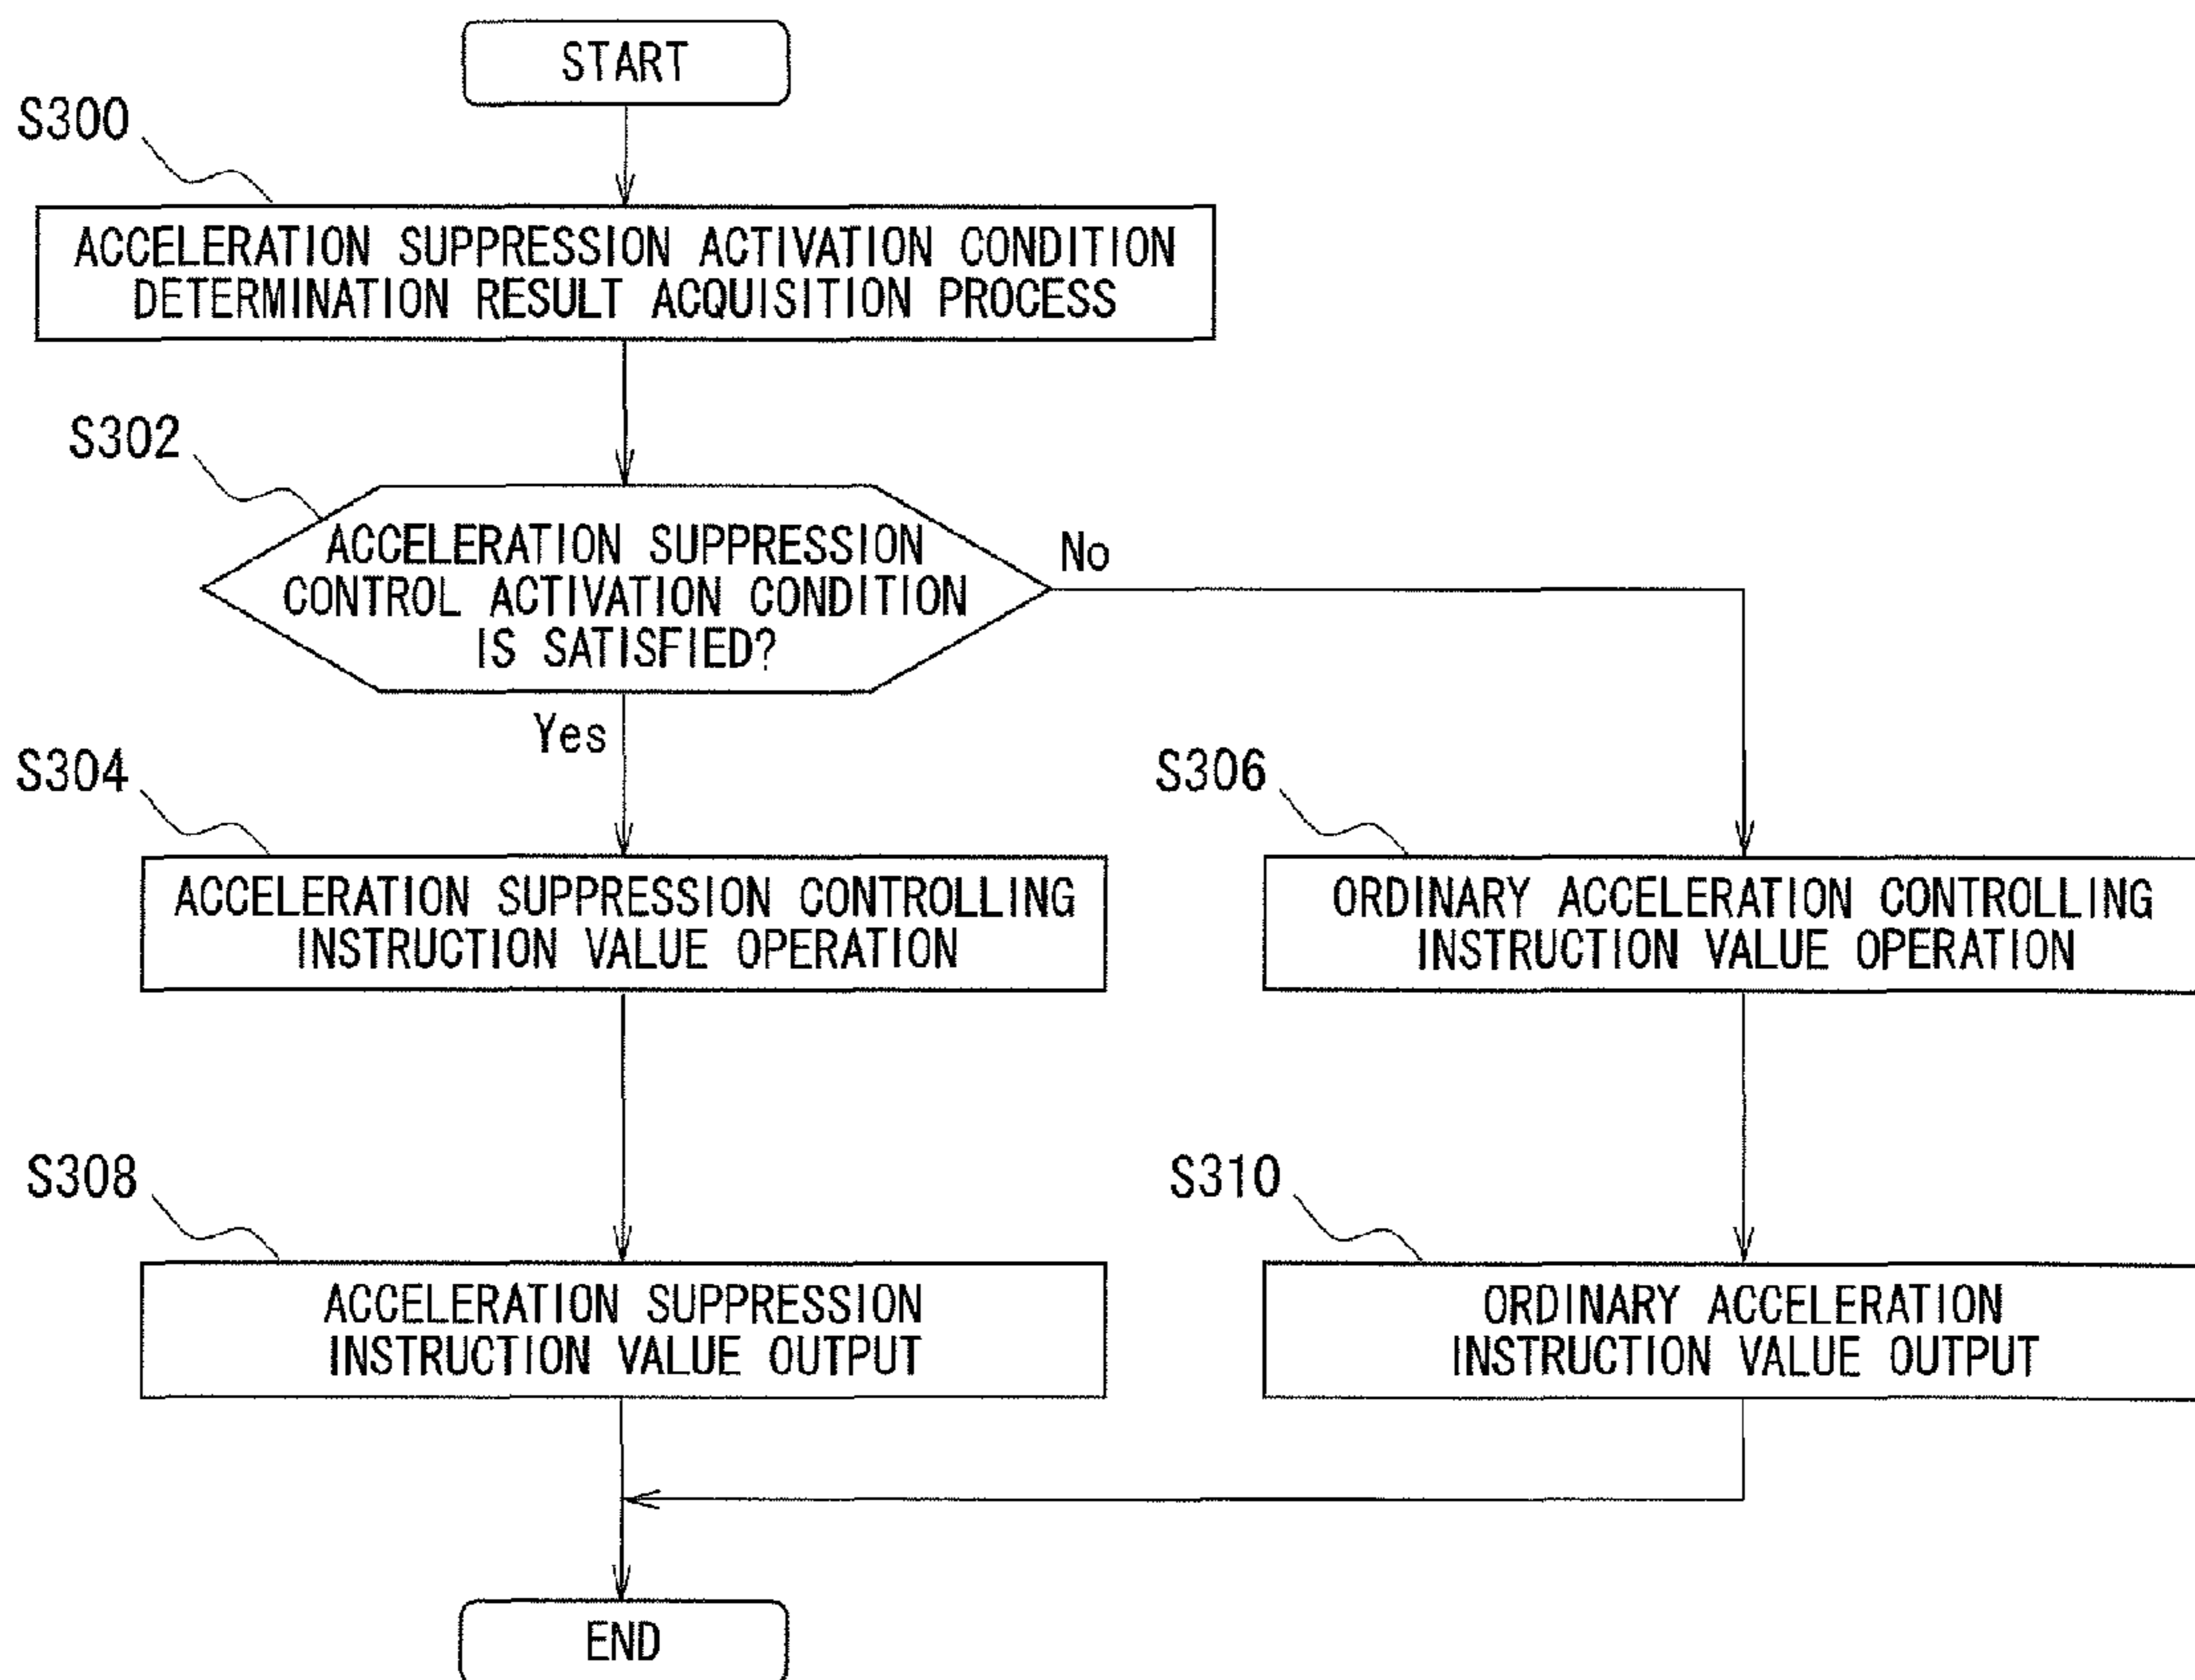 START
S300
ACCELERATION SUPPRESSION ACTIVATION CONDITION
DETERMINATION RESULT ACQUISITION PROCESS
S302
ACCELERATION SUPPRESSION
CONTROL ACTIVATION CONDITION
IS SATISFIED?
No
Yes
S304
ACCELERATION SUPPRESSION CONTROLLING
INSTRUCTION VALUE OPERATION
S306
ORDINARY ACCELERATION CONTROLLING
INSTRUCTION VALUE OPERATION
S308
ACCELERATION SUPPRESSION
INSTRUCTION VALUE OUTPUT
S310
ORDINARY ACCELERATION
INSTRUCTION VALUE OUTPUT
END